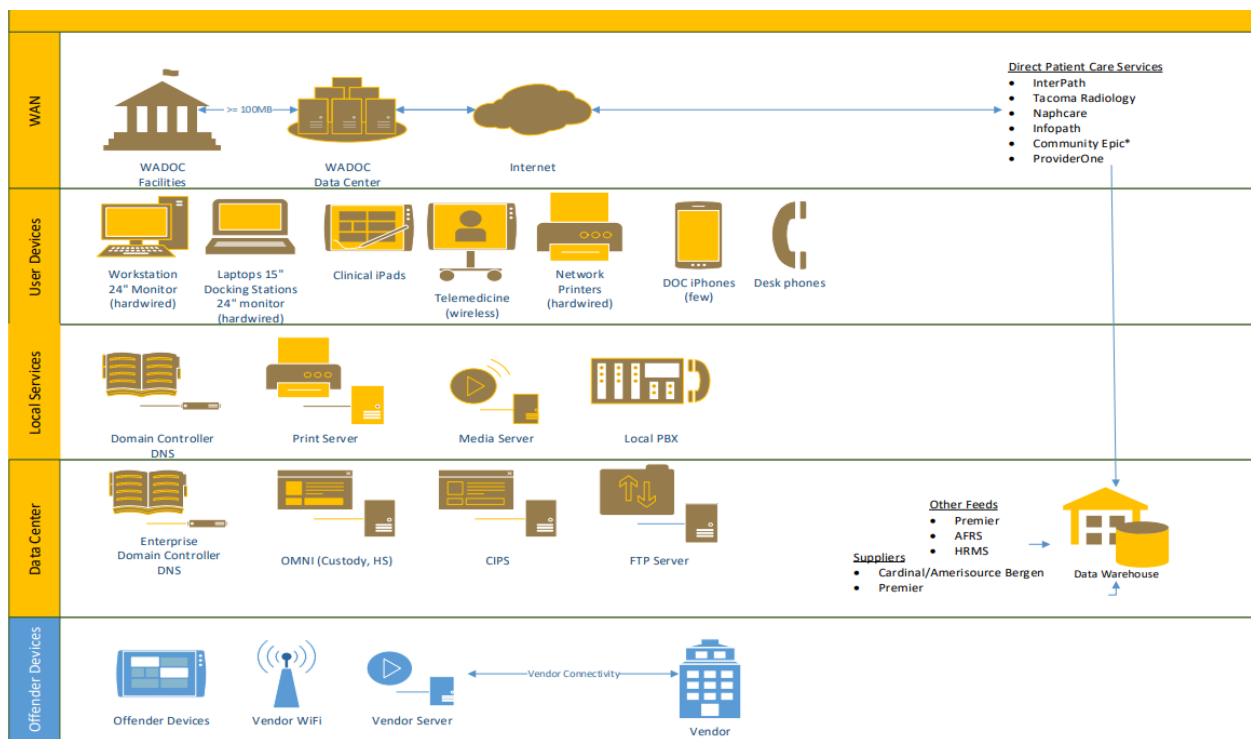 WAN
Direct Patient Care Services
• InterPath
• Tacoma Radiology
• Naphcare
• Infopath
• Community Epic*
• ProviderOne
>= 100MB
WADOC
Facilities
WADOC
Data Center
Internet
User Devices
Workstation
24" Monitor
(hardwired)
Laptops 15"
Docking Stations
24" monitor
(hardwired)
Clinical iPads
Telemedicine
(wireless)
Network
Printers
(hardwired)
DOC iPhones
(few)
Desk phones
Local Services
Domain Controller
DNS
Print Server
Media Server
Local PBX
Data Center
Enterprise
Domain Controller
DNS
OMNI (Custody, HS)
CIPS
FTP Server
Other Feeds
• Premier
• AFRS
• HRMS
Suppliers
• Cardinal/Amerisource Bergen
• Premier
Data Warehouse
Offender Devices
Offender Devices
Vendor WiFi
Vendor Server
Vendor Connectivity
Vendor